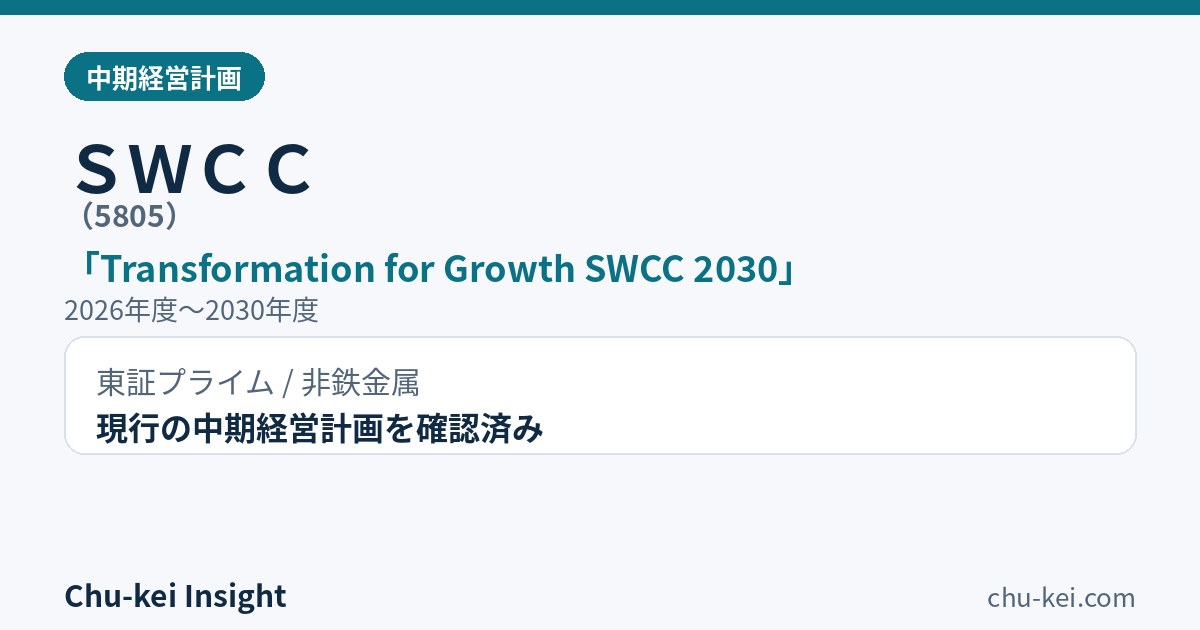 中期経営計画
ＳＷＣＣ
（5805）
「Transformation for Growth SWCC 2030」
2026年度〜2030年度
東証プライム / 非鉄金属
現行の中期経営計画を確認済み
Chu-kei Insight
chu-kei.com